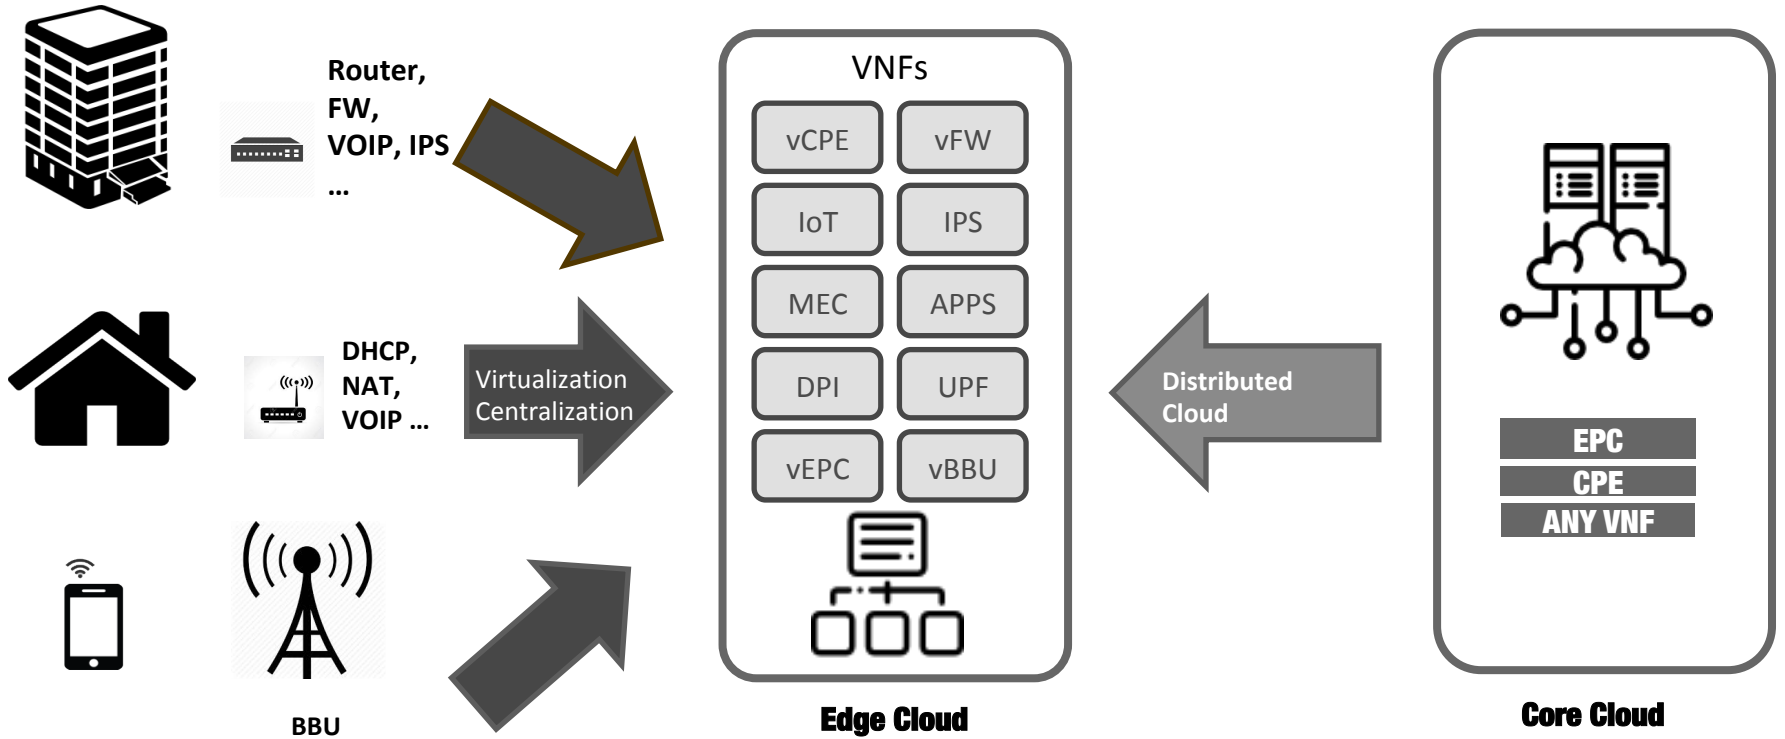 Router,
FW,
VOIP, IPS
...
DHCP,
NAT,
VOIP ...
BBU
Virtualization
Centralization
VNFs
vCPE
vFW
IoT
IPS
MEC
APPS
DPI
UPF
vEPC
vBBU
Edge Cloud
Distributed
Cloud
EPC
CPE
ANY VNF
Core Cloud